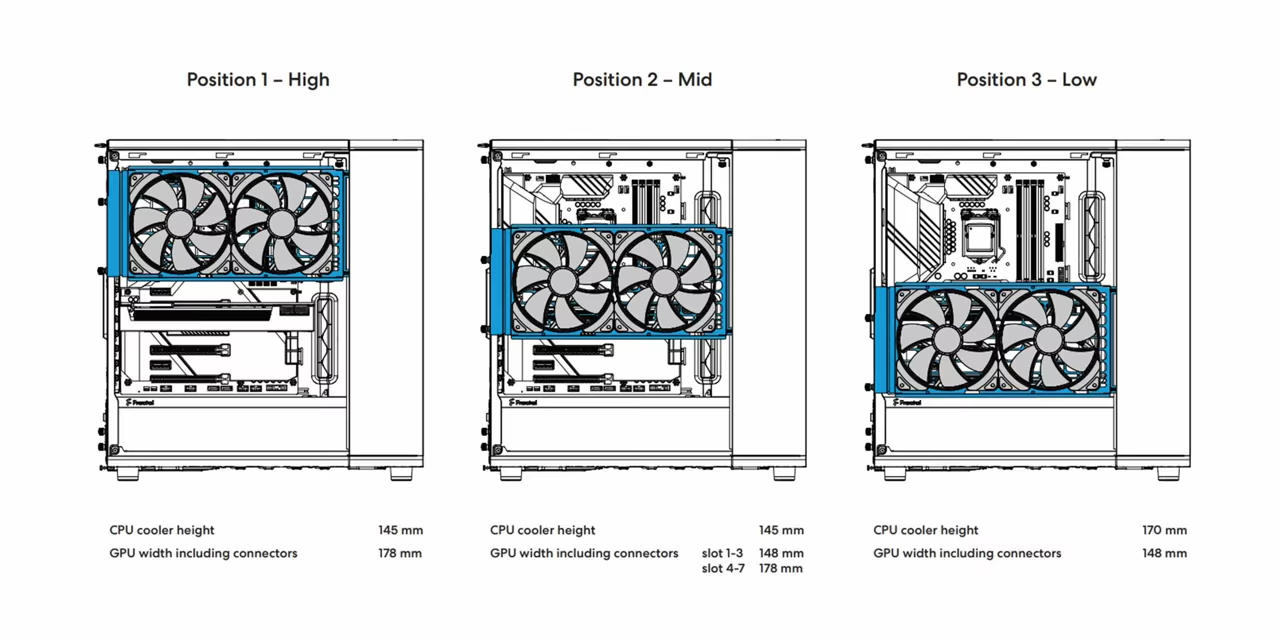 Position 1 – High
Position 2 – Mid
Position 3 – Low
Fractal
Fractal
Fractal
CPU cooler height 145 mm
GPU width including connectors 178 mm
CPU cooler height 145 mm
GPU width including connectors slot 1-3 148 mm
slot 4-7 178 mm
CPU cooler height 170 mm
GPU width including connectors 148 mm